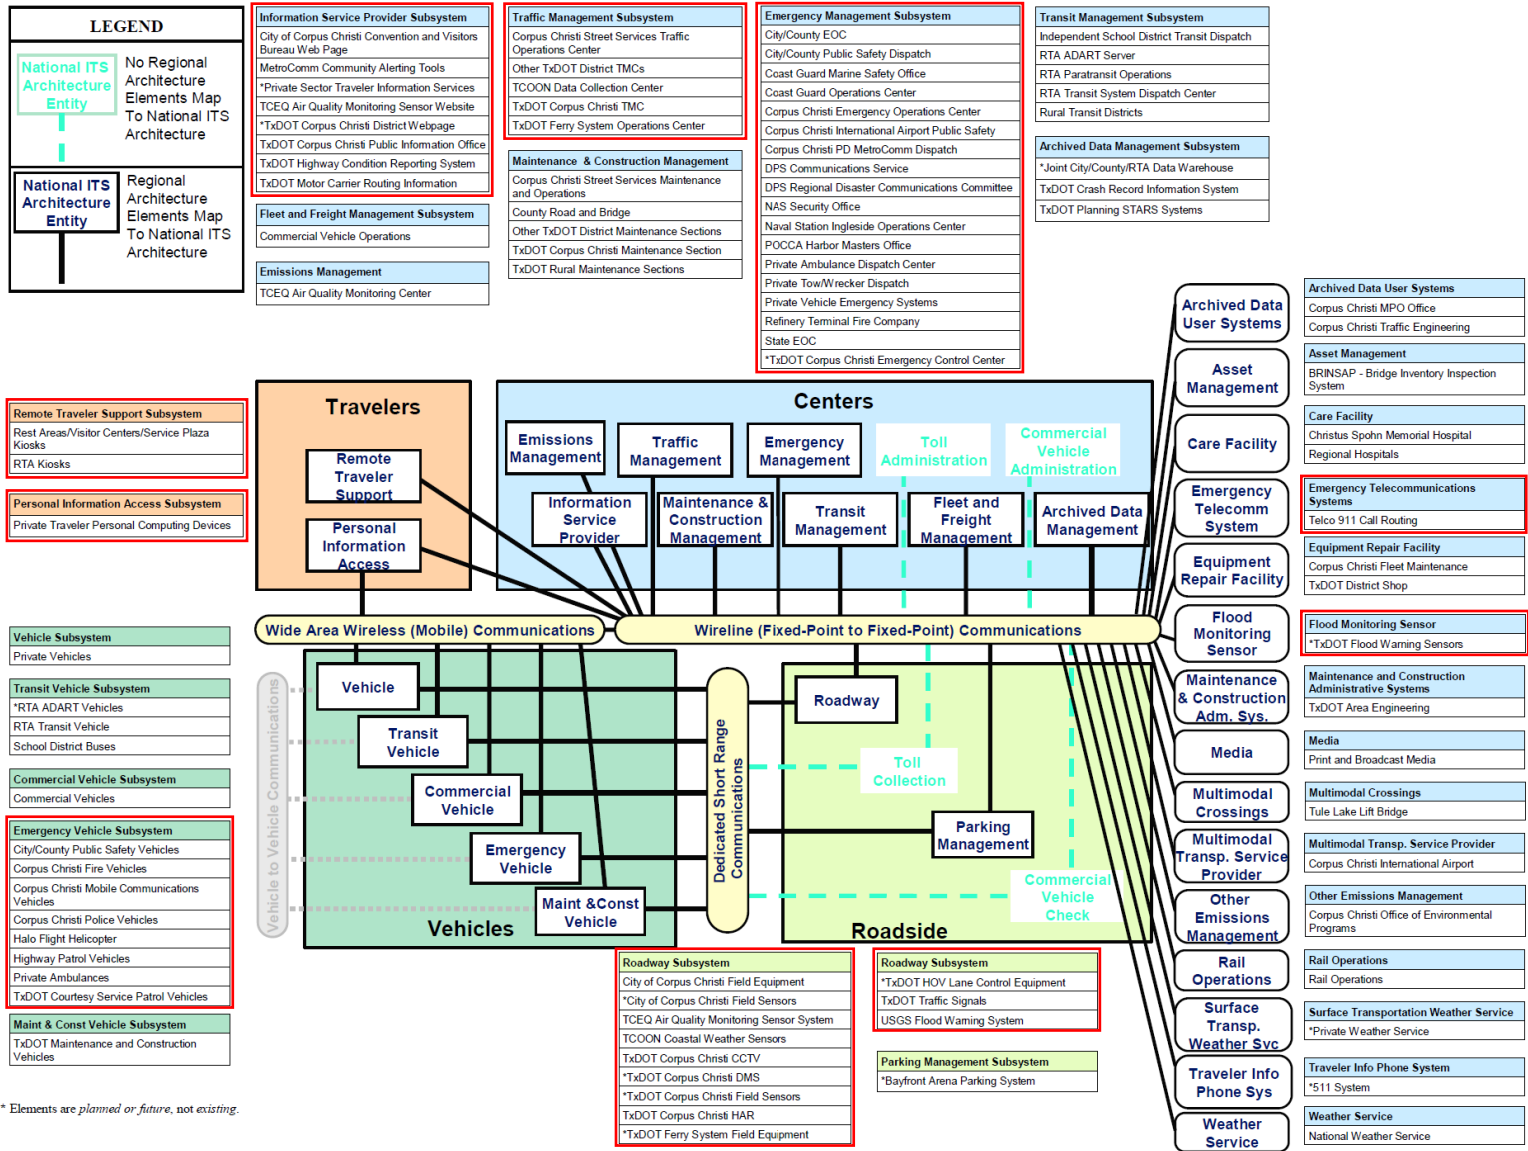 LEGEND
National ITS
Architecture
Entity
No Regional
Architecture
Elements Map
To National ITS
Architecture
National ITS
Architecture
Entity
Regional
Architecture
Elements Map
To National ITS
Architecture
Information Service Provider Subsystem
City of Corpus Christi Convention and Visitors
Bureau Web Page
MetroComm Community Alerting Tools
*Private Sector Traveler Information Services
TCEQ Air Quality Monitoring Sensor Website
*TxDOT Corpus Christi District Webpage
TxDOT Corpus Christi Public Information Office
TxDOT Highway Condition Reporting System
TxDOT Motor Carrier Routing Information
Fleet and Freight Management Subsystem
Commercial Vehicle Operations
Emissions Management
TCEQ Air Quality Monitoring Center
Traffic Management Subsystem
Corpus Christi Street Services Traffic
Operations Center
Other TxDOT District TMCs
TCOON Data Collection Center
TxDOT Corpus Christi TMC
TxDOT Ferry System Operations Center
Maintenance & Construction Management
Corpus Christi Street Services Maintenance
and Operations
County Road and Bridge
Other TxDOT District Maintenance Sections
TxDOT Corpus Christi Maintenance Section
TxDOT Rural Maintenance Sections
Emergency Management Subsystem
City/County EOC
City/County Public Safety Dispatch
Coast Guard Marine Safety Office
Coast Guard Operations Center
Corpus Christi Emergency Operations Center
Corpus Christi International Airport Public Safety
Corpus Christi PD MetroComm Dispatch
DPS Communications Service
DPS Regional Disaster Communications Committee
NAS Security Office
Naval Station Ingleside Operations Center
POCCA Harbor Masters Office
Private Ambulance Dispatch Center
Private Tow/Wrecker Dispatch
Private Vehicle Emergency Systems
Refinery Terminal Fire Company
State EOC
*TxDOT Corpus Christi Emergency Control Center
Transit Management Subsystem
Independent School District Transit Dispatch
RTA ADART Server
RTA Paratransit Operations
RTA Transit System Dispatch Center
Rural Transit Districts
Archived Data Management Subsystem
*Joint City/County/RTA Data Warehouse
TxDOT Crash Record Information System
TxDOT Planning STARS Systems
Remote Traveler Support Subsystem
Rest Areas/Visitor Centers/Service Plaza
Kiosks
RTA Kiosks
Personal Information Access Subsystem
Private Traveler Personal Computing Devices
Travelers
Remote
Traveler
Support
Personal
Information
Access
Centers
Emissions
Management
Traffic
Management
Emergency
Management
Toll
Administration
Commercial
Vehicle
Administration
Information
Service
Provider
Maintenance &
Construction
Management
Transit
Management
Fleet and
Freight
Management
Archived Data
Management
Wide Area Wireless (Mobile) Communications
Wireline (Fixed-Point to Fixed-Point) Communications
Vehicle Subsystem
Private Vehicles
Transit Vehicle Subsystem
*RTA ADART Vehicles
RTA Transit Vehicle
School District Buses
Commercial Vehicle Subsystem
Commercial Vehicles
Emergency Vehicle Subsystem
City/County Public Safety Vehicles
Corpus Christi Fire Vehicles
Corpus Christi Mobile Communications
Vehicles
Corpus Christi Police Vehicles
Halo Flight Helicopter
Highway Patrol Vehicles
Private Ambulances
TxDOT Courtesy Service Patrol Vehicles
Maint & Const Vehicle Subsystem
TxDOT Maintenance and Construction
Vehicles
* Elements are planned or future, not existing.
Vehicle to Vehicle Communications
Vehicle
Transit
Vehicle
Commercial
Vehicle
Emergency
Vehicle
Maint &Const
Vehicle
Vehicles
Dedicated Short Range
Communications
Roadway
Toll
Collection
Parking
Management
Commercial
Vehicle
Check
Roadside
Roadway Subsystem
City of Corpus Christi Field Equipment
*City of Corpus Christi Field Sensors
TCEQ Air Quality Monitoring Sensor System
TCOON Coastal Weather Sensors
TxDOT Corpus Christi CCTV
*TxDOT Corpus Christi DMS
*TxDOT Corpus Christi Field Sensors
TxDOT Corpus Christi HAR
*TxDOT Ferry System Field Equipment
Roadway Subsystem
*TxDOT HOV Lane Control Equipment
TxDOT Traffic Signals
USGS Flood Warning System
Parking Management Subsystem
*Bayfront Arena Parking System
Archived Data
User Systems
Asset
Management
Care Facility
Emergency
Telecomm
System
Equipment
Repair Facility
Flood
Monitoring
Sensor
Maintenance
& Construction
Adm. Sys.
Media
Multimodal
Crossings
Multimodal
Transp. Service
Provider
Other
Emissions
Management
Rail
Operations
Surface
Transp.
Weather Svc
Traveler Info
Phone Sys
Weather
Service
Archived Data User Systems
Corpus Christi MPO Office
Corpus Christi Traffic Engineering
Asset Management
BRINSAP - Bridge Inventory Inspection
System
Care Facility
Christus Spohn Memorial Hospital
Regional Hospitals
Emergency Telecommunications
Systems
Telco 911 Call Routing
Equipment Repair Facility
Corpus Christi Fleet Maintenance
TxDOT District Shop
Flood Monitoring Sensor
*TxDOT Flood Warning Sensors
Maintenance and Construction
Administrative Systems
TxDOT Area Engineering
Media
Print and Broadcast Media
Multimodal Crossings
Tule Lake Lift Bridge
Multimodal Transp. Service Provider
Corpus Christi International Airport
Other Emissions Management
Corpus Christi Office of Environmental
Programs
Rail Operations
Rail Operations
Surface Transportation Weather Service
*Private Weather Service
Traveler Info Phone System
*511 System
Weather Service
National Weather Service